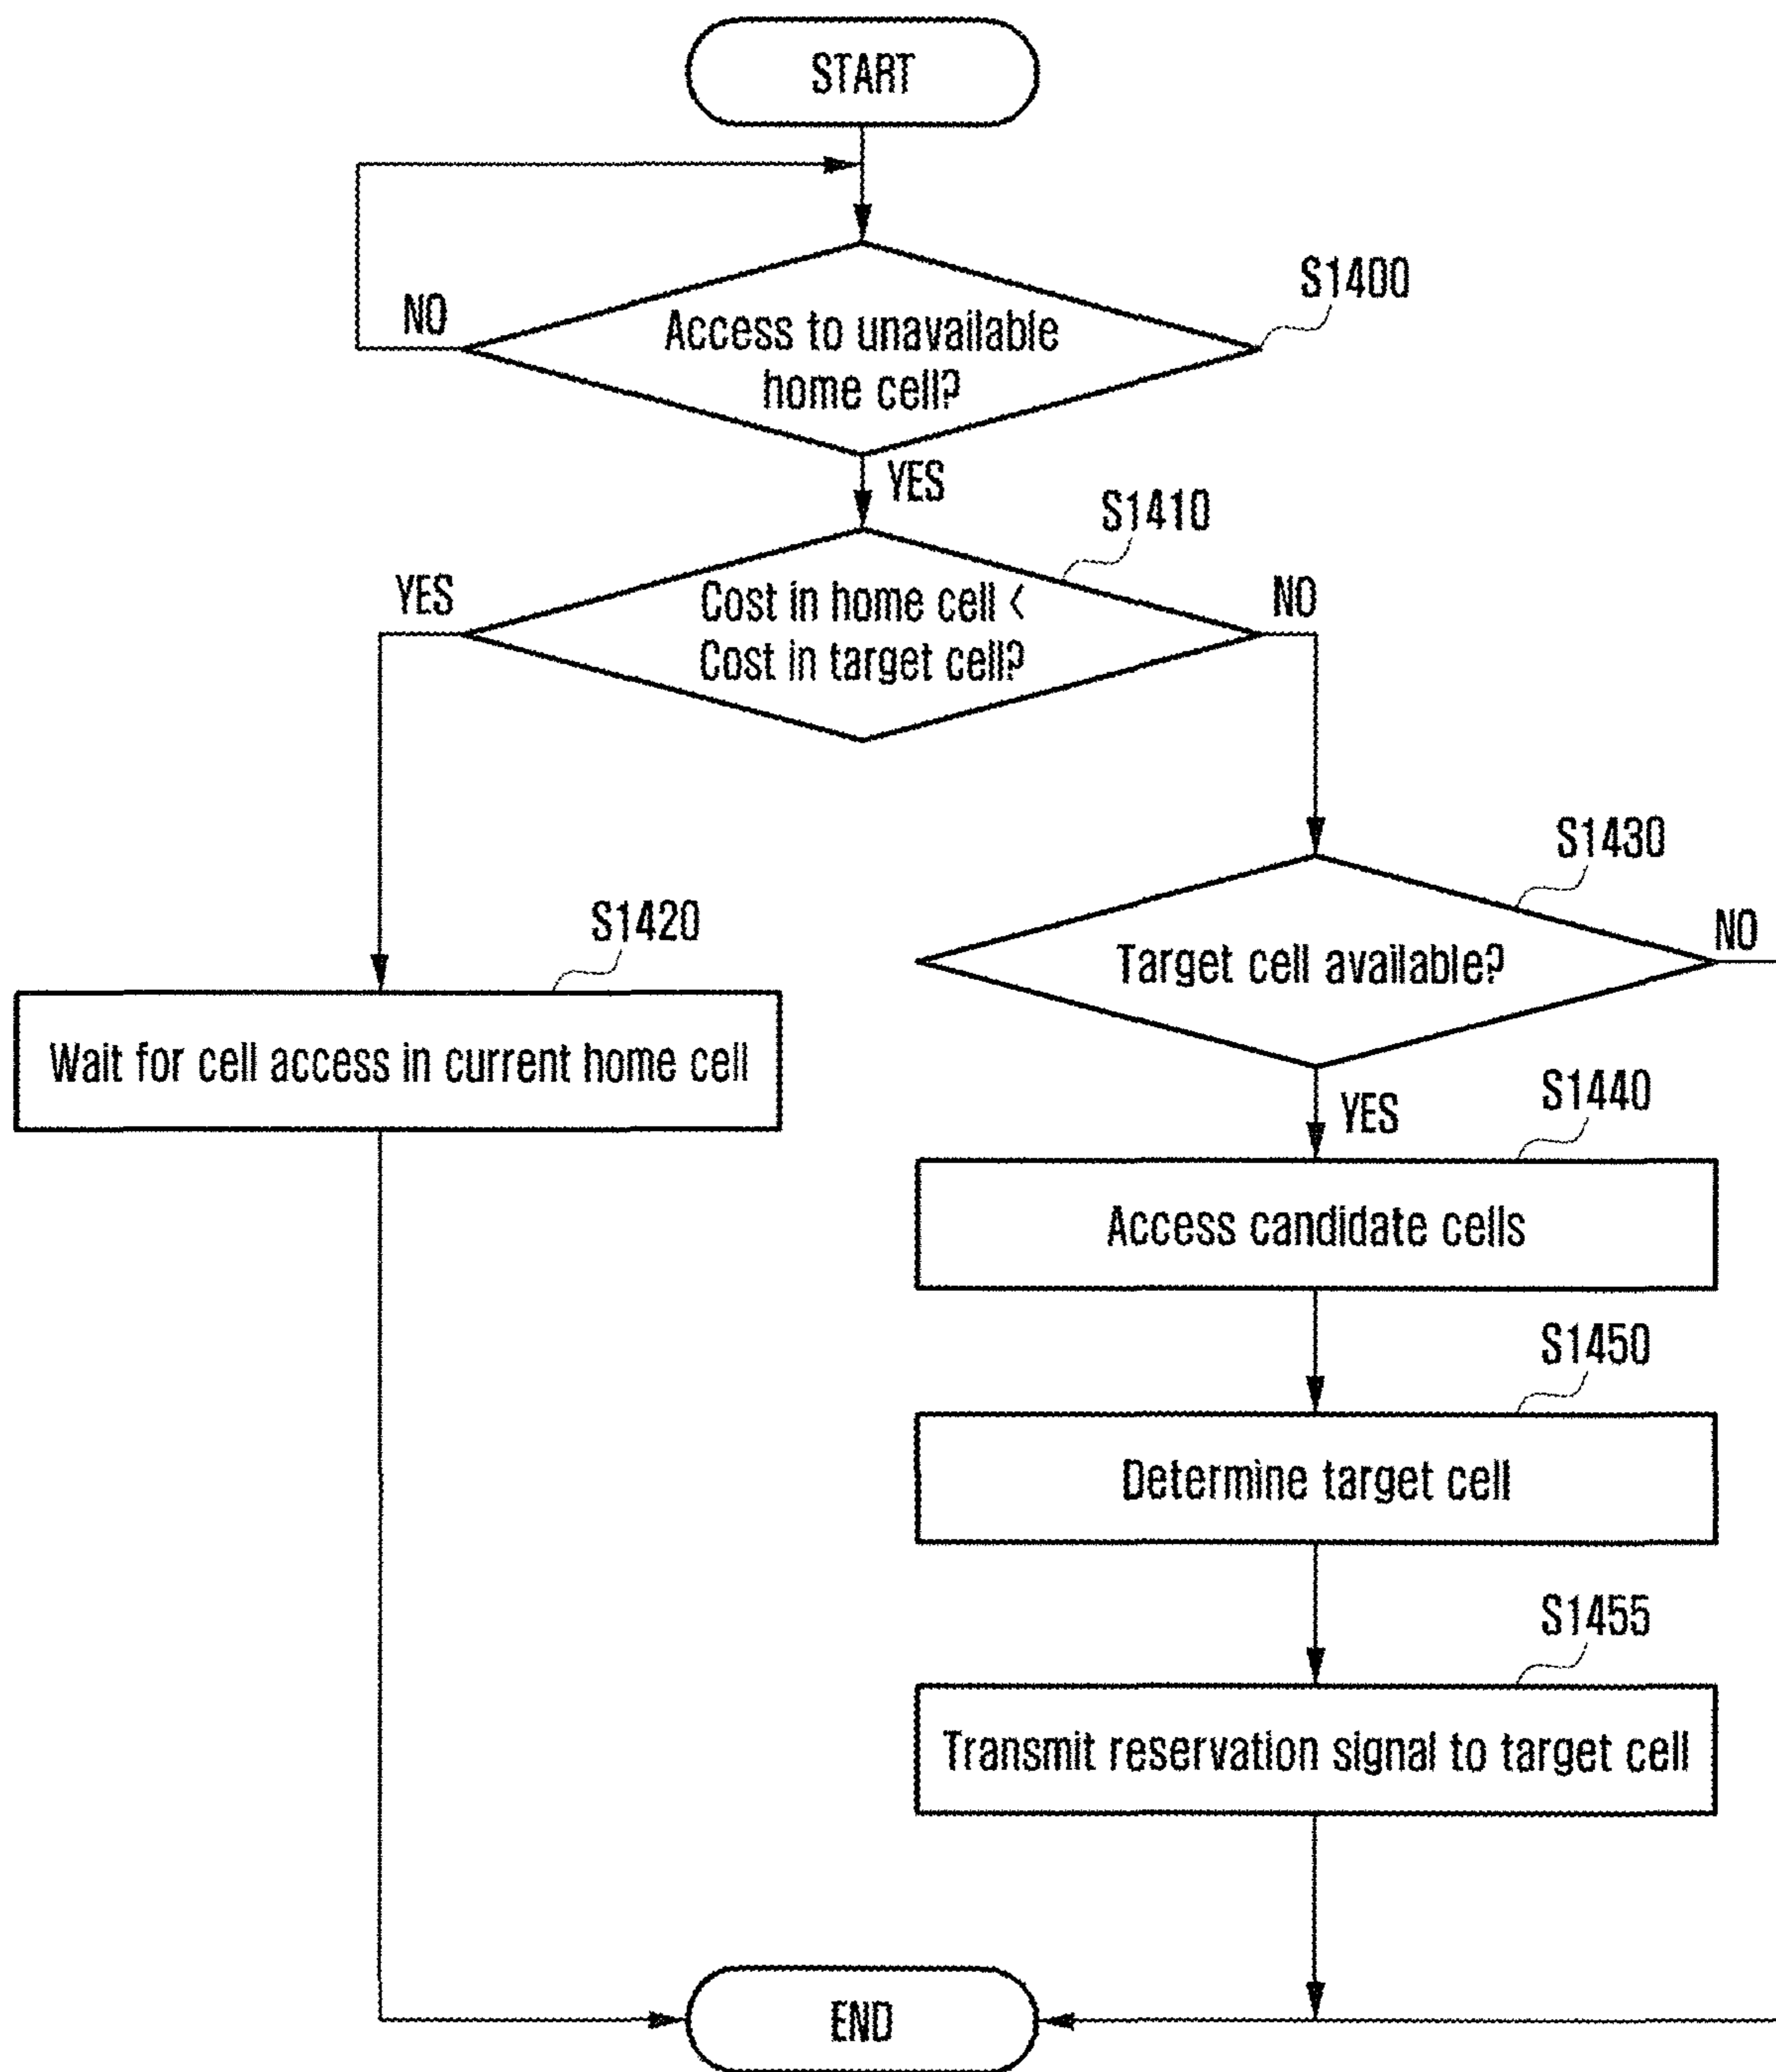 START
NO
S1400
Access to unavailable
home cell?
YES
S1410
YES
Cost in home cell <
Cost in target cell?
NO
S1430
S1420
Target cell available?
NO
Wait for cell access in current home cell
YES
S1440
Access candidate cells
S1450
Determine target cell
S1455
Transmit reservation signal to target cell
END